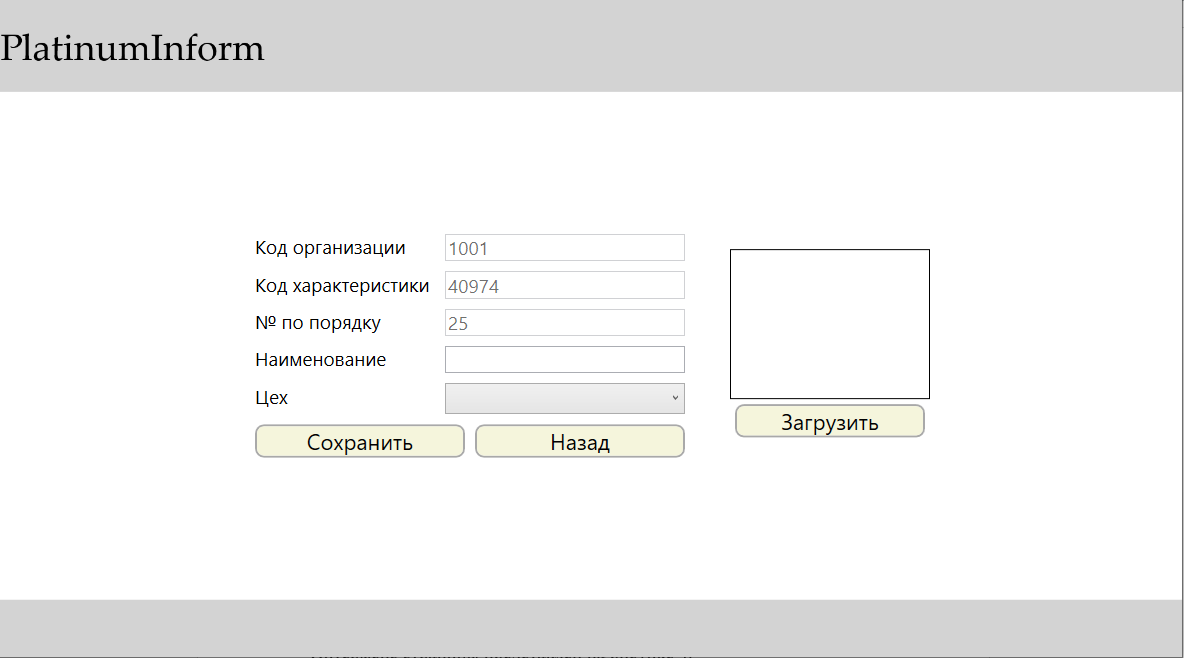 PlatinumInform
Код организации 1001
Код характеристики 40974
№ по порядку 25
Наименование
Цех
Сохранить Назад
Загрузить